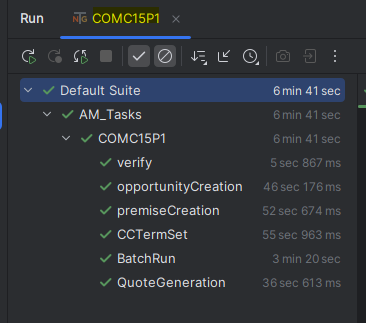 Run COMC15P1
Default Suite 6 min 41 sec
AM_Tasks 6 min 41 sec
COMC15P1 6 min 41 sec
verify 5 sec 867 ms
opportunityCreation 46 sec 176 ms
premiseCreation 52 sec 674 ms
CCTermSet 55 sec 963 ms
BatchRun 3 min 20 sec
QuoteGeneration 36 sec 613 ms